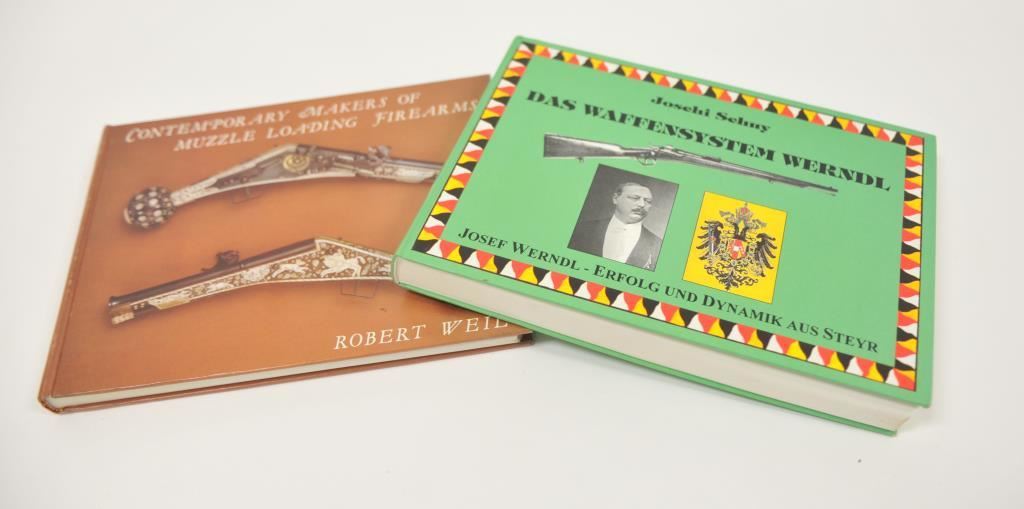 CONTEMPORARY MAKERS OF
MUZZLE LOADING FIREARMS
ROBERT WEIL
Joschi Schuy
DAS WAFFENSYSTEM WERNDL
JOSEF WERNDL - ERFOLG UND DYNAMIK AUS STEYR